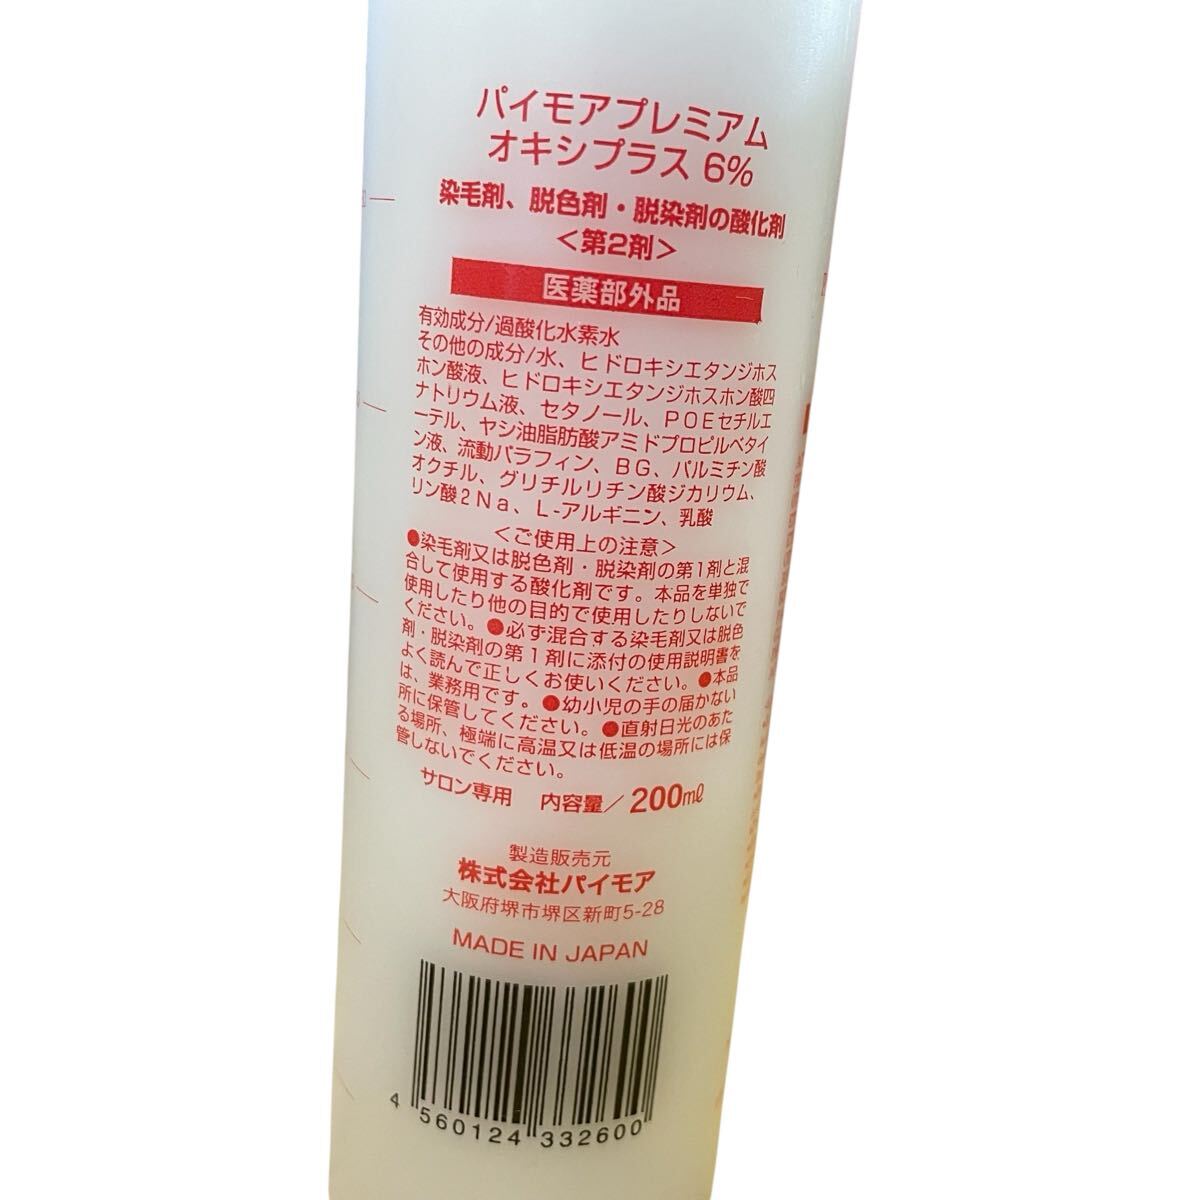 パイモアプレミアム
オキシプラス 6%
染毛剤、脱色剤・脱染剤の酸化剤
＜第2剤＞
医薬部外品
有効成分/過酸化水素水
その他の成分/水、ヒドロキシエタンジホス
ホン酸液、ヒドロキシエタンジホスホン酸四
ナトリウム液、セタノール、POEセチルエ
ーテル、ヤシ油脂肪酸アミドプロピルベタイ
ン液、流動パラフィン、BG、パルミチン酸
オクチル、グリチルリチン酸ジカリウム、
リン酸2Na、L-アルギニン、乳酸
＜ご使用上の注意＞
●染毛剤又は脱色剤・脱染剤の第1剤と混
合して使用する酸化剤です。本品を単独で
使用したり他の目的で使用したりしないで
ください。●必ず混合する染毛剤又は脱色
剤・脱染剤の第1剤に添付の使用説明書を
よく読んで正しくお使いください。●本品
は、業務用です。●幼小児の手の届かない
所に保管してください。●直射日光のあた
る場所、極端に高温又は低温の場所には保
管しないでください。
サロン専用 内容量/200ml
製造販売元
株式会社パイモア
大阪府堺市堺区新町5-28
MADE IN JAPAN
4 560124 332600